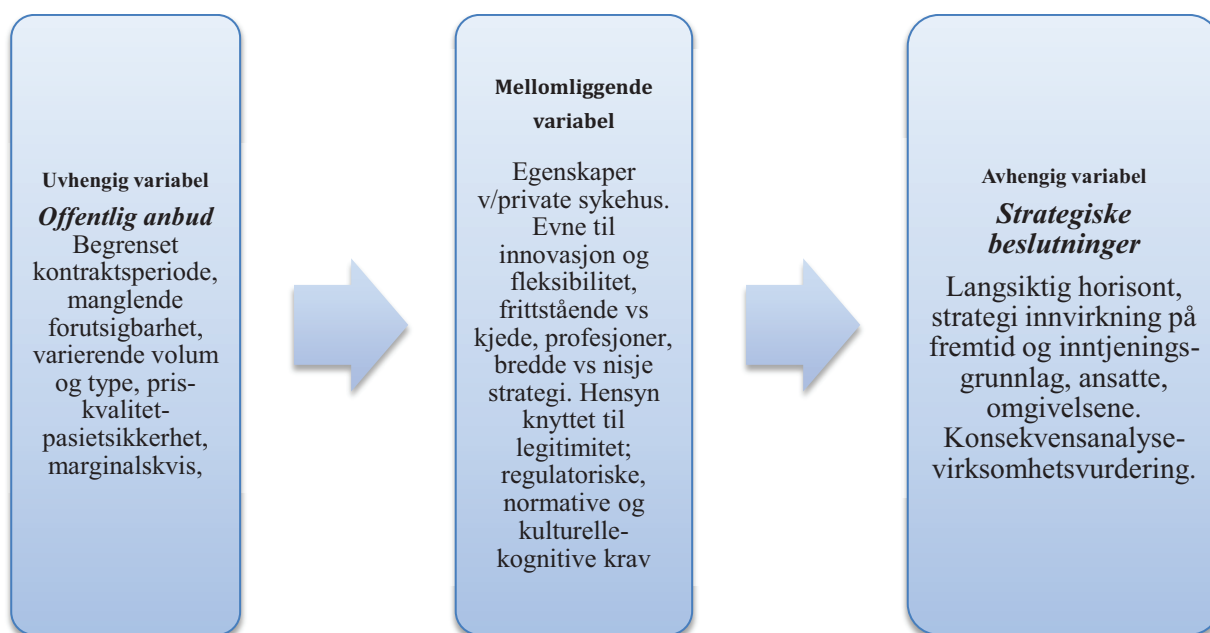 Uvhengig variabel
Offentlig anbud
Begrenset
kontraktsperiode,
manglende
forutsigbarhet,
varierende volum
og type, pris-
kvalitet-
pasietsikkerhet,
marginalskvis,
Mellomliggende
variabel
Egenskaper
v/private sykehus.
Evne til
innovasjon og
fleksibilitet,
frittstående vs
kjede, profesjoner,
bredde vs nisje
strategi. Hensyn
knyttet til
legitimitet;
regulatoriske,
normative og
kulturelle-
kognitive krav
Avhengig variabel
Strategiske
beslutninger
Langsiktig horisont,
strategi innvirkning på
fremtid og inntjenings-
grunnlag, ansatte,
omgivelsene.
Konsekvensanalyse-
virksomhetsvurdering.